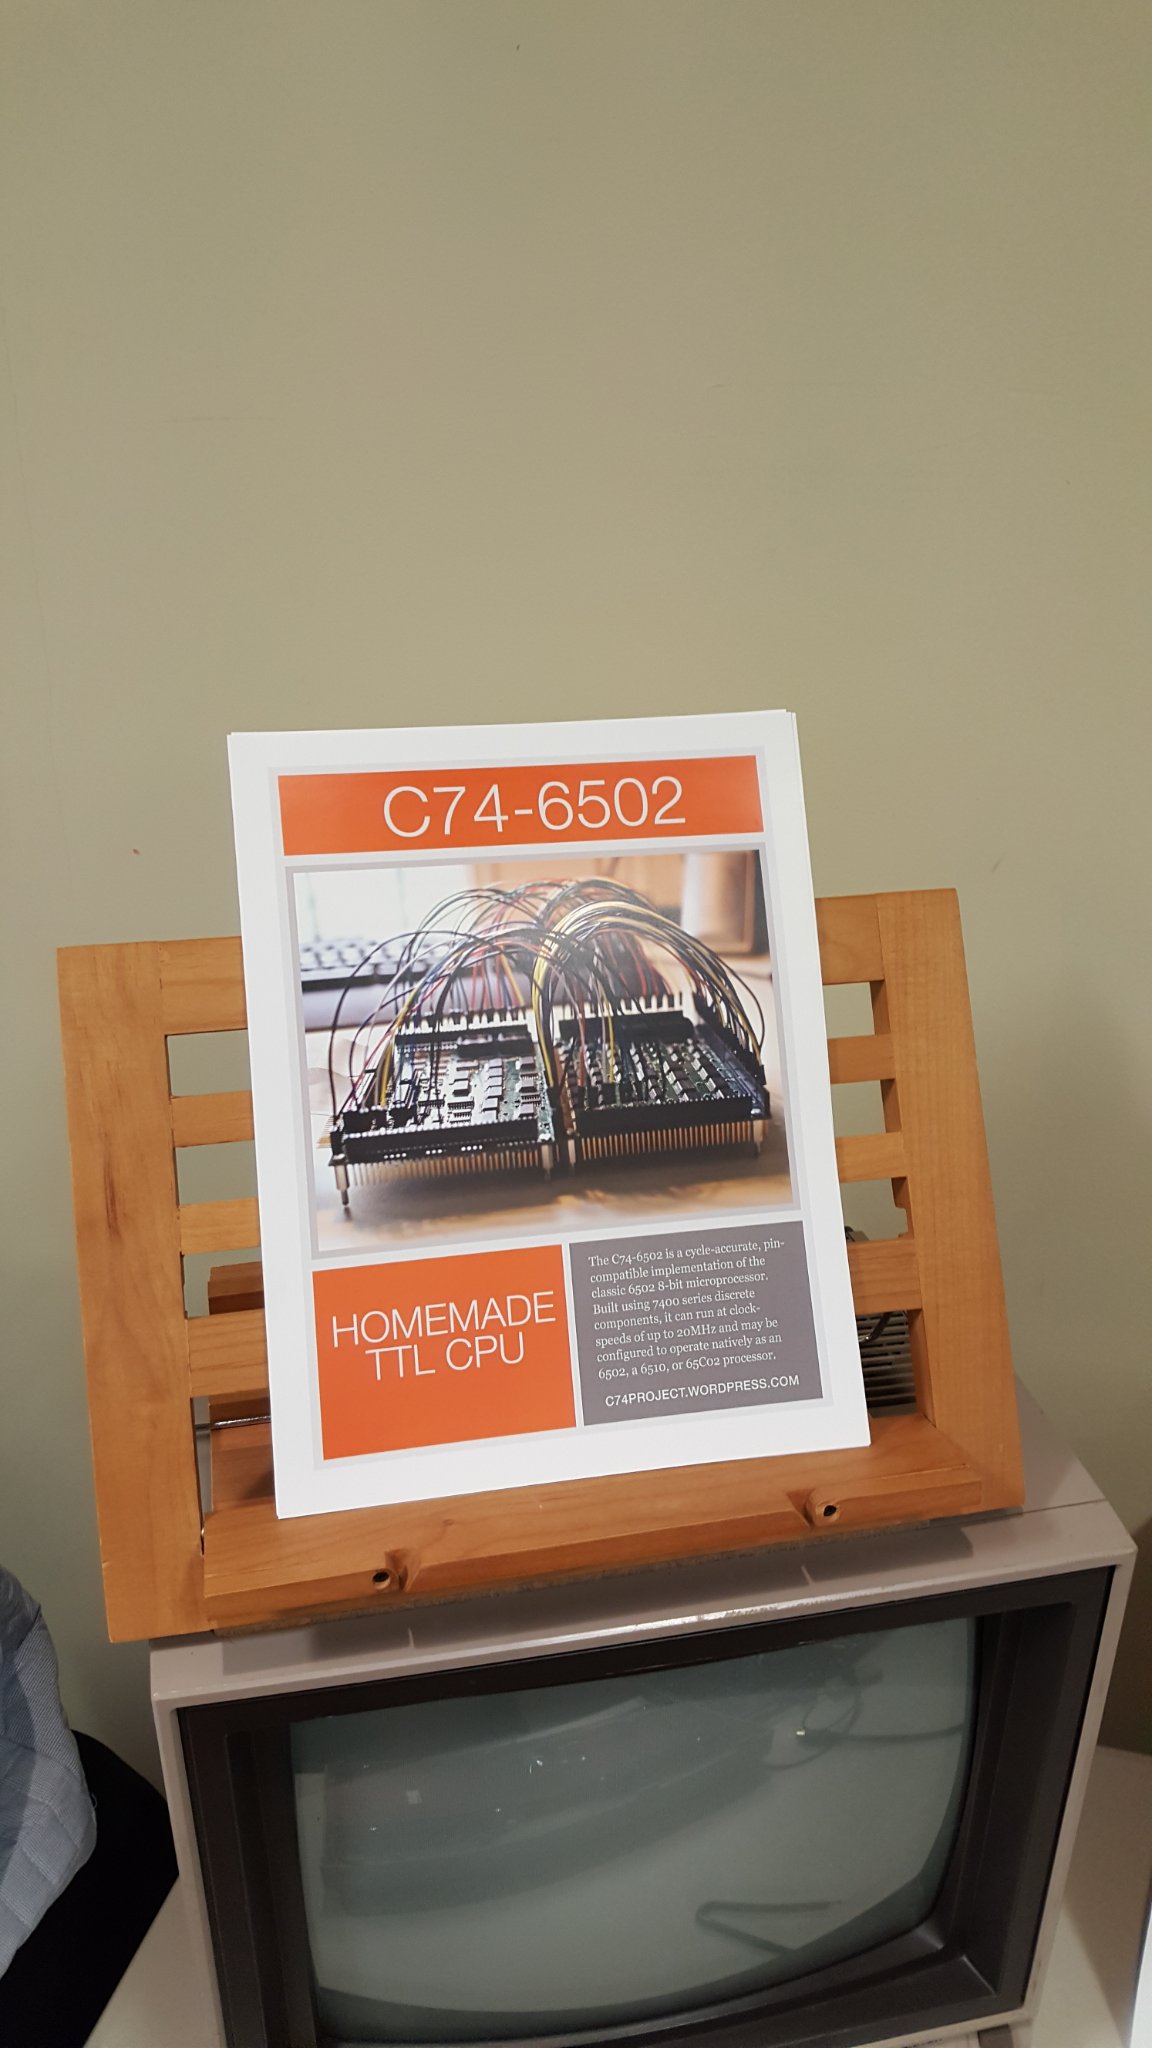 C74-6502
HOMEMADE
TTL CPU
The C74-6502 is a cycle-accurate, pin-
compatible implementation of the
classic 6502 8-bit microprocessor.
Built using 7400 series discrete
components, it can run at clock-
speeds of up to 20MHz and may be
configured to operate natively as an
6502, a 6510, or 65C02 processor.
C74PROJECT.WORDPRESS.COM